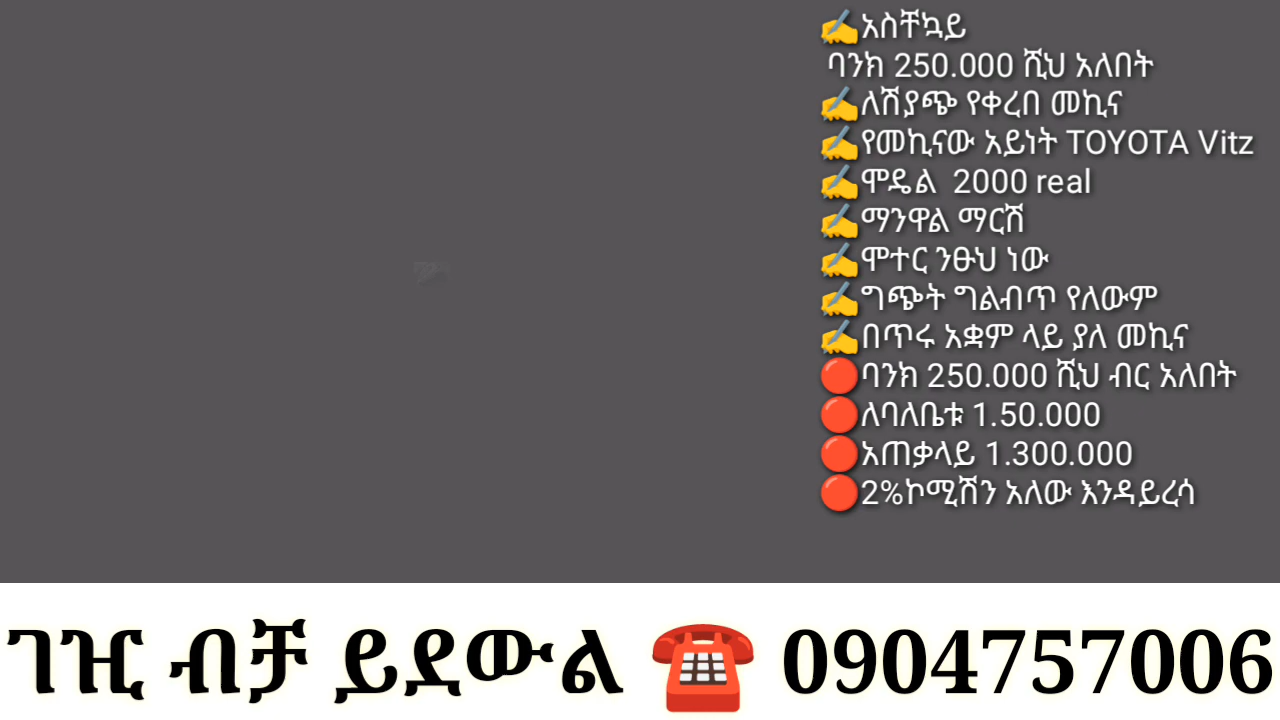 ✍️አስቸኳይ
ባንክ 250.000 ሺህ አለበት
✍️ለሽያጭ የቀረበ መኪና
✍️የመኪናው አይነት TOYOTA Vitz
✍️ሞዴል 2000 real
✍️ማንዋል ማርሽ
✍️ሞተር ንፁህ ነው
✍️ግጭት ግልብጥ የለውም
✍️በጥሩ አቋም ላይ ያለ መኪና
🔴ባንክ 250.000 ሺህ ብር አለበት
🔴ለባለቤቱ 1.50.000
🔴አጠቃላይ 1.300.000
🔴2%ኮሚሽን አለው እንዳይረሳ
ገዢ ብቻ ይደውል ☎️ 0904757006